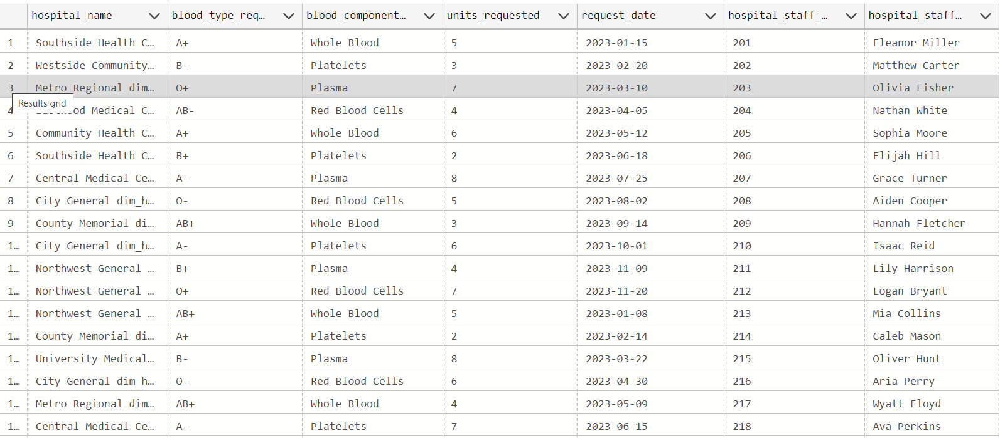 hospital_name blood_type_req… blood_component… units_requested request_date hospital_staff_… hospital_staff…
1 Southside Health C… A+ Whole Blood 5 2023-01-15 201 Eleanor Miller
2 Westside Community… B- Platelets 3 2023-02-20 202 Matthew Carter
3 Metro Regional dim… O+ Plasma 7 2023-03-10 203 Olivia Fisher
Results grid
4 Medical C… AB- Red Blood Cells 4 2023-04-05 204 Nathan White
5 Community Health C… A+ Whole Blood 6 2023-05-12 205 Sophia Moore
6 Southside Health C… B+ Platelets 2 2023-06-18 206 Elijah Hill
7 Central Medical Ce… A- Plasma 8 2023-07-25 207 Grace Turner
8 City General dim_h… O- Red Blood Cells 5 2023-08-02 208 Aiden Cooper
9 County Memorial di… AB+ Whole Blood 3 2023-09-14 209 Hannah Fletcher
1… City General dim_h… A- Platelets 6 2023-10-01 210 Isaac Reid
1… Northwest General … B+ Plasma 4 2023-11-09 211 Lily Harrison
1… Northwest General … O+ Red Blood Cells 7 2023-11-20 212 Logan Bryant
1… Northwest General … AB+ Whole Blood 5 2023-01-08 213 Mia Collins
1… County Memorial di… A+ Platelets 2 2023-02-14 214 Caleb Mason
1… University Medical… B- Plasma 8 2023-03-22 215 Oliver Hunt
1… City General dim_h… O- Red Blood Cells 6 2023-04-30 216 Aria Perry
1… Metro Regional dim… AB+ Whole Blood 4 2023-05-09 217 Wyatt Floyd
1… Central Medical Ce… A- Platelets 7 2023-06-15 218 Ava Perkins